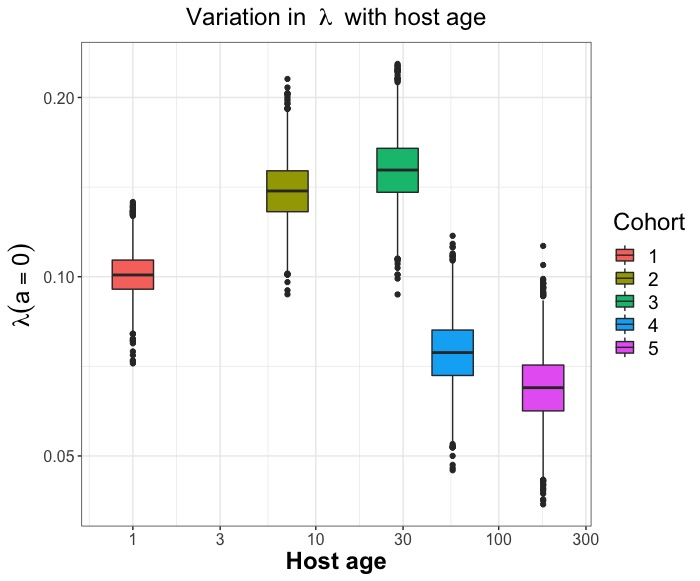 Variation in λ with host age
λ(a = 0)
0.20
0.10
0.05
1 3 10 30 100 300
Host age
Cohort
1
2
3
4
5